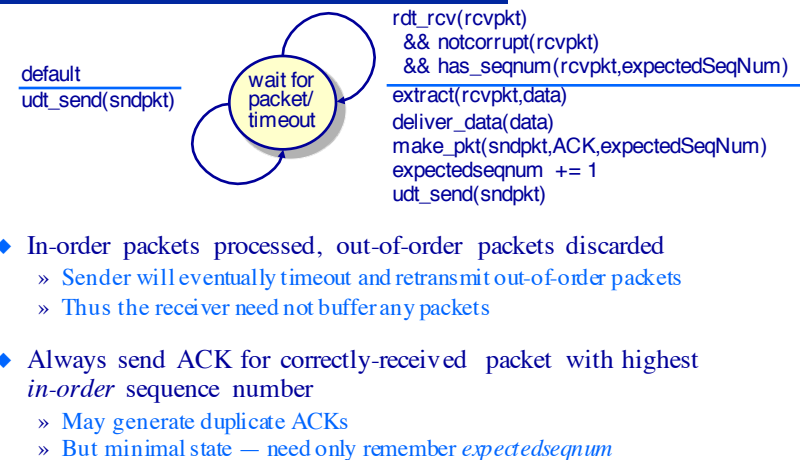 default
udt_send(sndpkt)
wait for
packet/
timeout
rdt_rcv(rcvpkt)
&& notcorrupt(rcvpkt)
&& has_seqnum(rcvpkt,expectedSeqNum)
extract(rcvpkt,data)
deliver_data(data)
make_pkt(sndpkt,ACK,expectedSeqNum)
expectedseqnum += 1
udt_send(sndpkt)
◆ In-order packets processed, out-of-order packets discarded
» Sender will eventually timeout and retransmit out-of-order packets
» Thus the receiver need not buffer any packets
◆ Always send ACK for correctly-received packet with highest
in-order sequence number
» May generate duplicate ACKs
» But minimal state — need only remember expectedseqnum